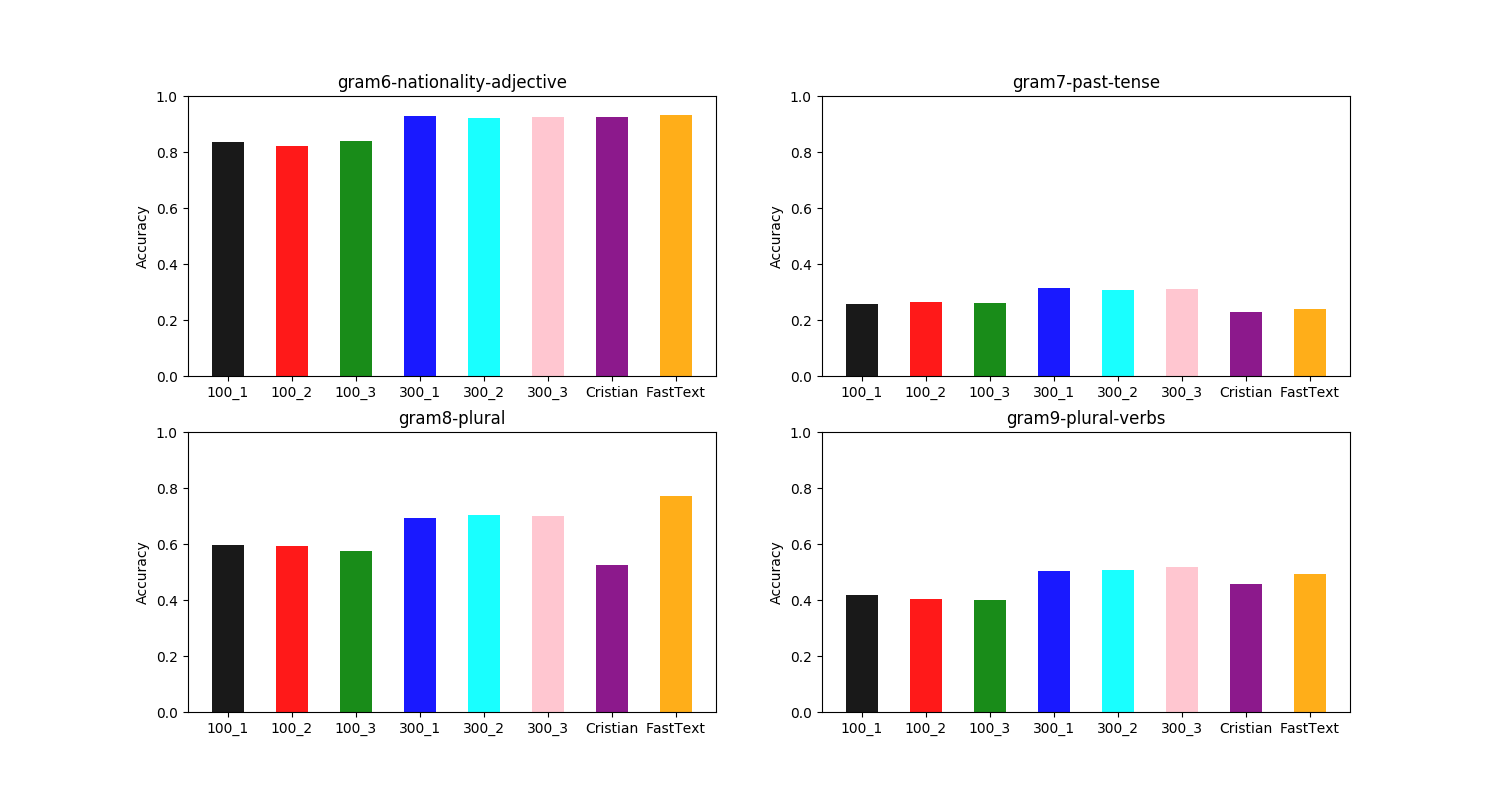 gram6-nationality-adjective
1.0
0.8
0.6
0.4
0.2
0.0
Accuracy
100_1 100_2 100_3 300_1 300_2 300_3 Cristian FastText
gram7-past-tense
1.0
0.8
0.6
0.4
0.2
0.0
Accuracy
100_1 100_2 100_3 300_1 300_2 300_3 Cristian FastText
gram8-plural
1.0
0.8
0.6
0.4
0.2
0.0
Accuracy
100_1 100_2 100_3 300_1 300_2 300_3 Cristian FastText
gram9-plural-verbs
1.0
0.8
0.6
0.4
0.2
0.0
Accuracy
100_1 100_2 100_3 300_1 300_2 300_3 Cristian FastText